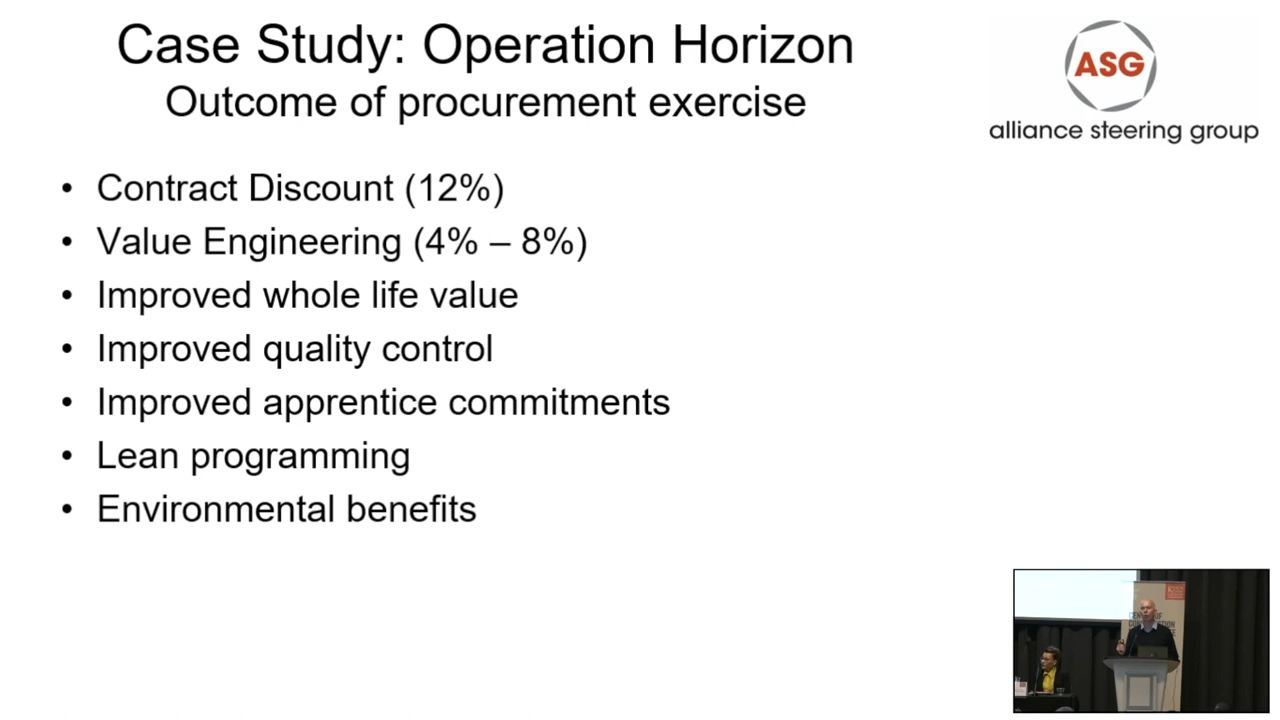 Case Study: Operation Horizon
Outcome of procurement exercise
ASG
alliance steering group
• Contract Discount (12%)
• Value Engineering (4% – 8%)
• Improved whole life value
• Improved quality control
• Improved apprentice commitments
• Lean programming
• Environmental benefits